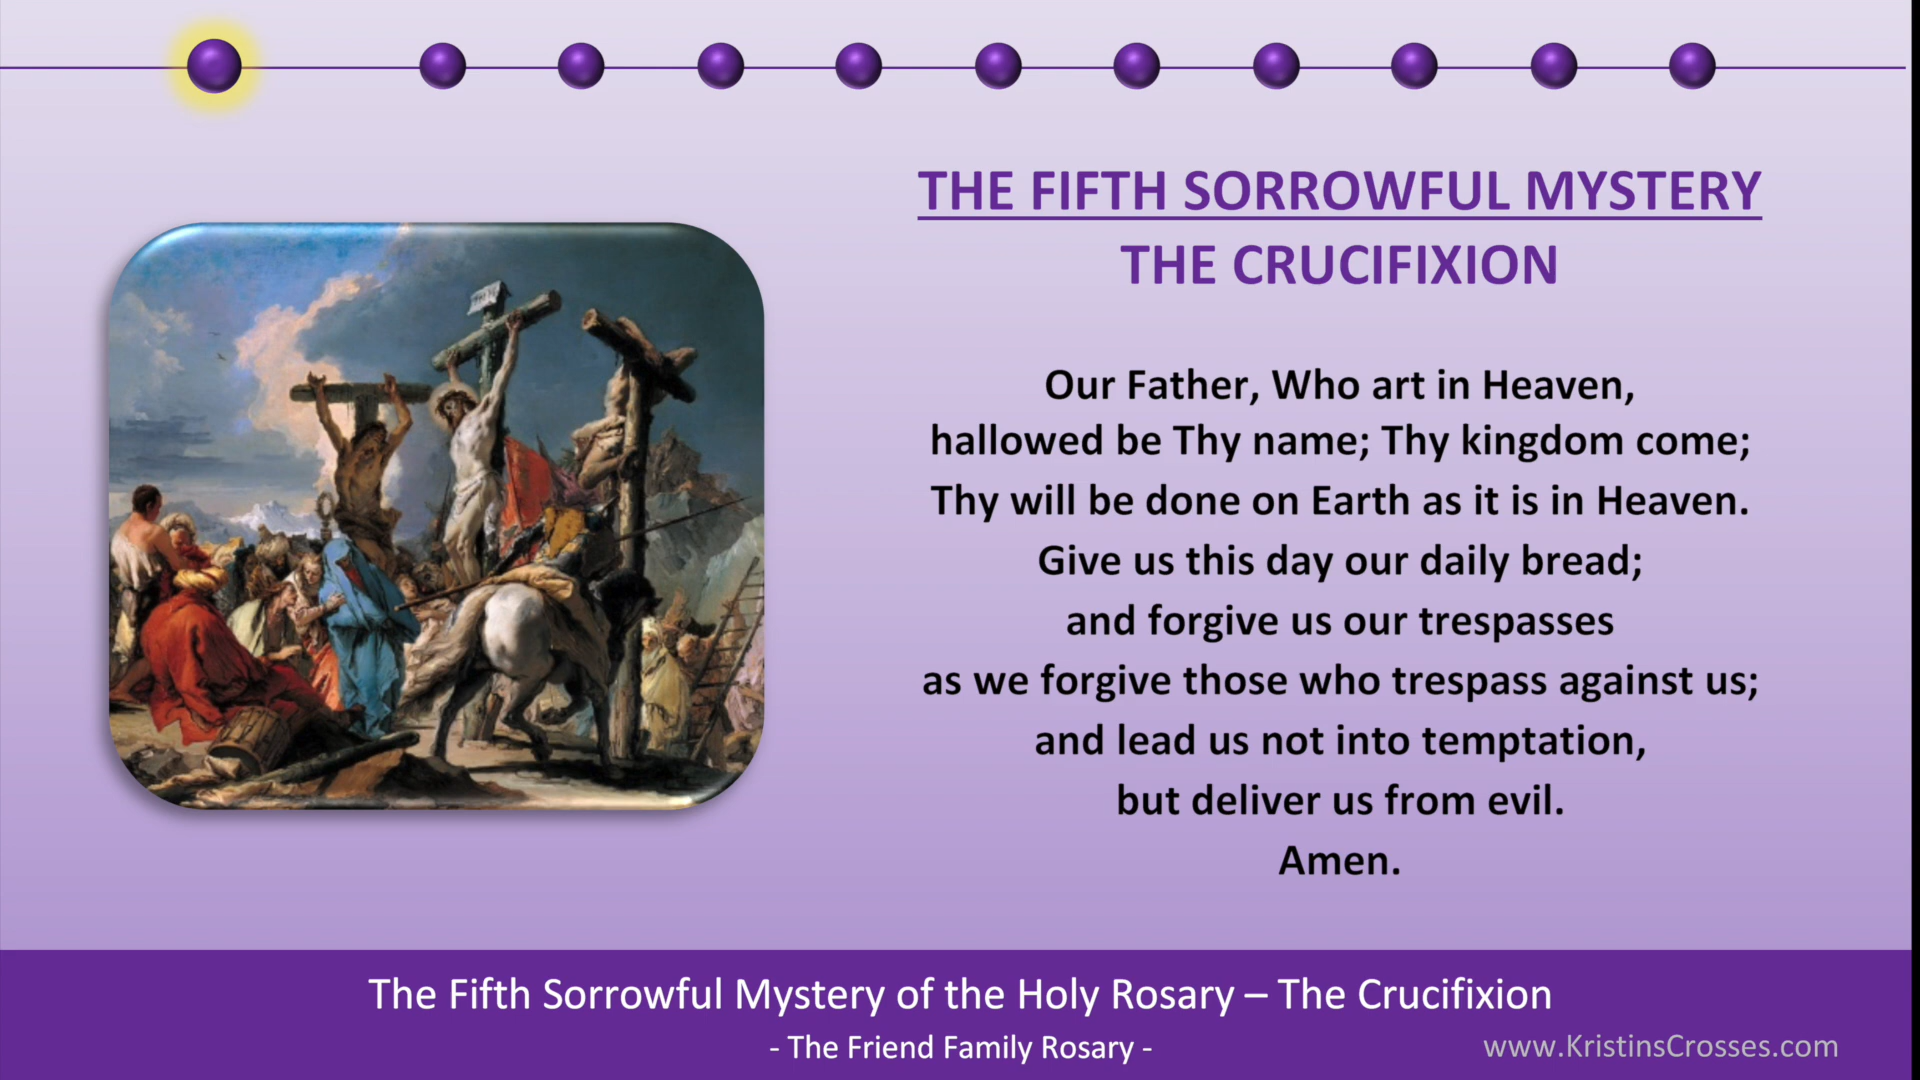 THE FIFTH SORROWFUL MYSTERY
THE CRUCIFIXION
Our Father, Who art in Heaven,
hallowed be Thy name; Thy kingdom come;
Thy will be done on Earth as it is in Heaven.
Give us this day our daily bread;
and forgive us our trespasses
as we forgive those who trespass against us;
and lead us not into temptation,
but deliver us from evil.
Amen.
The Fifth Sorrowful Mystery of the Holy Rosary – The Crucifixion
- The Friend Family Rosary -
www.KristinsCrosses.com